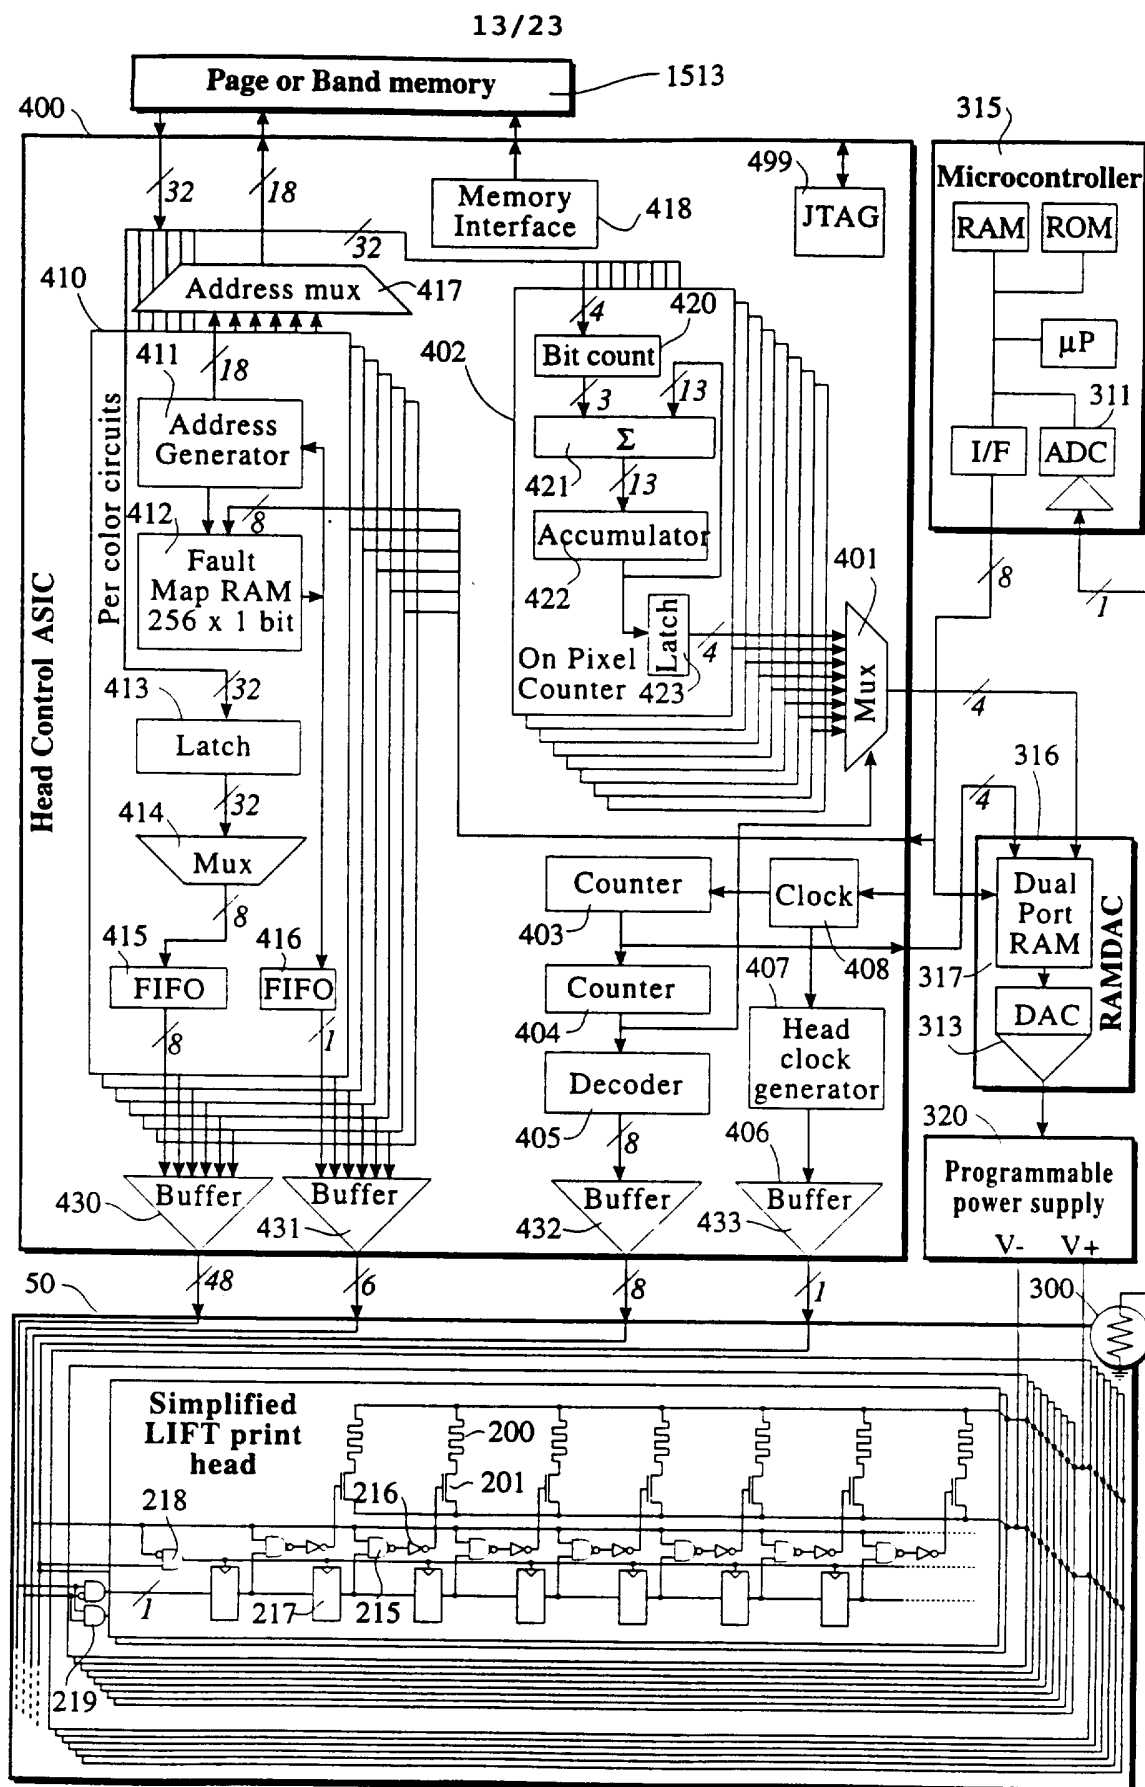 13/23
Page or Band memory
1513
400
315
32
18
Memory
Interface
418
499
JTAG
Microcontroller
RAM
ROM
32
410
Address mux
417
411
18
402
4
420
Bit count
3
13
µP
311
Address
Generator
Σ
421
13
I/F
ADC
Per color circuits
412
8
Fault
Map RAM
256 x 1 bit
Accumulator
422
401
8
1
Head Control ASIC
Latch
4
On Pixel
Counter
423
Mux
413
32
Latch
4
32
316
414
Mux
4
8
Counter
403
Clock
408
Dual
Port
RAM
RAMDAC
317
415
416
FIFO
FIFO
Counter
404
407
DAC
313
8
1
Head
clock
generator
Decoder
405
8
406
320
Programmable
power supply
V-
V+
Buffer
430
Buffer
431
Buffer
432
Buffer
433
50
48
6
8
1
300
Simplified
LIFT print
head
200
201
218
216
1
217
215
219